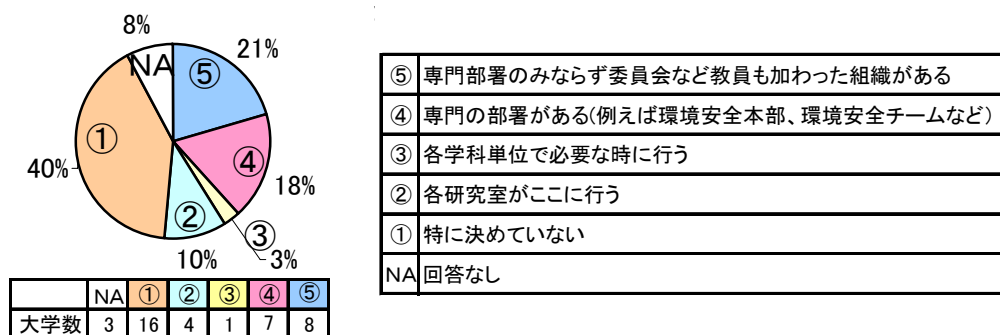 8%
NA
⑤
21%
①
④
40%
18%
②
③
10%
3%
NA ① ② ③ ④ ⑤
大学数 3 16 4 1 7 8
⑤ 専門部署のみならず委員会など教員も加わった組織がある
④ 専門の部署がある(例えば環境安全本部、環境安全チームなど)
③ 各学科単位で必要な時に行う
② 各研究室がここに行う
① 特に決めていない
NA 回答なし